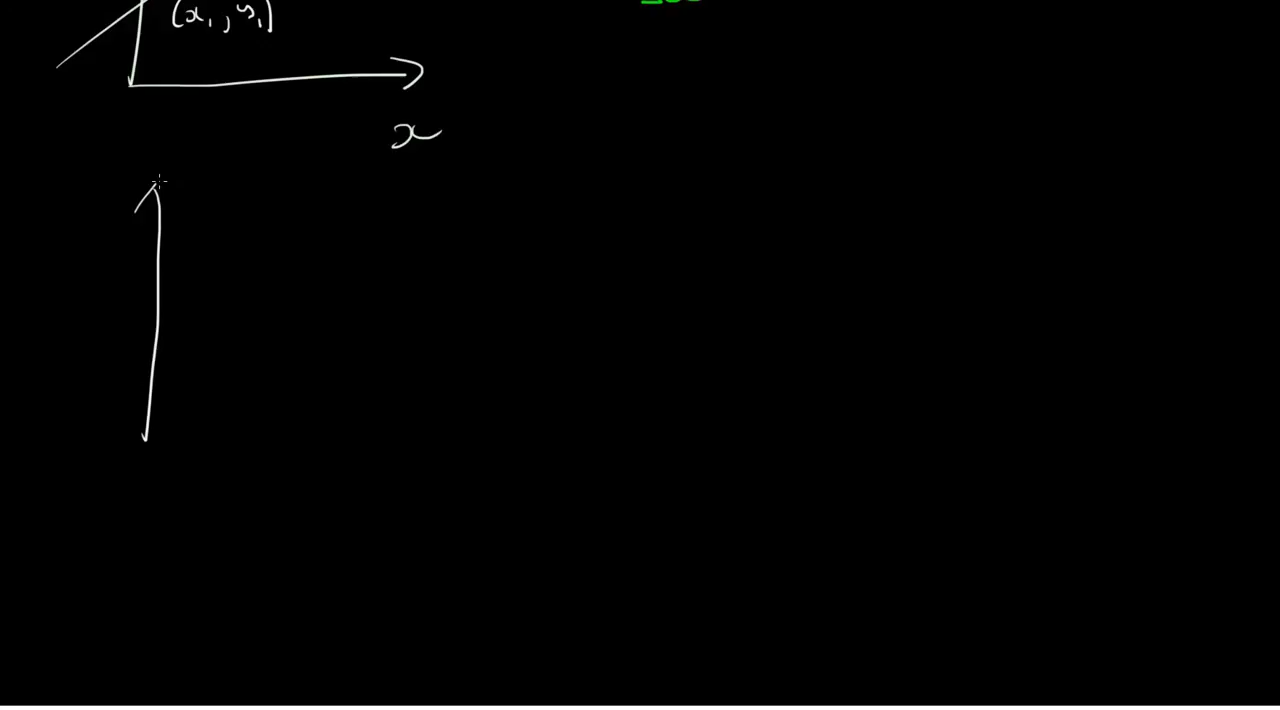 (x₁, y₁)
x